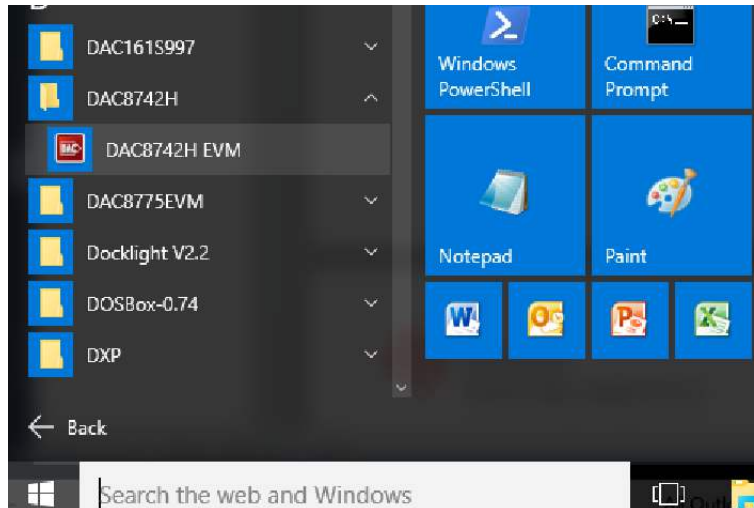 DAC161S997
DAC8742H
DAC8742H EVM
DAC8775EVM
Docklight V2.2
DOSBox-0.74
DXP
Back
Search the web and Windows
Windows
PowerShell
Command
Prompt
Notepad
Paint